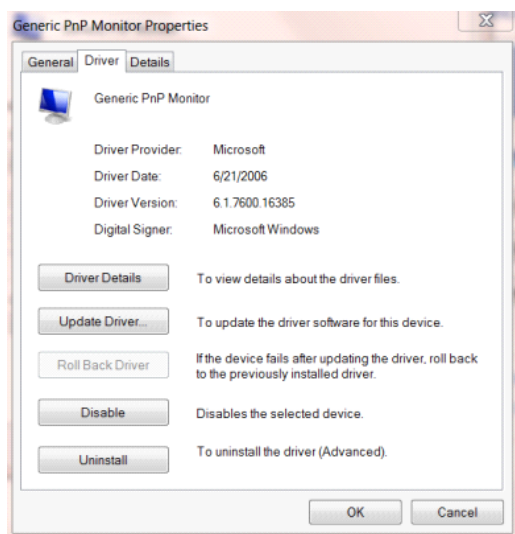 Generic PnP Monitor Properties
General Driver Details
Generic PnP Monitor
Driver Provider: Microsoft
Driver Date: 6/21/2006
Driver Version: 6.1.7600.16385
Digital Signer: Microsoft Windows
Driver Details To view details about the driver files.
Update Driver... To update the driver software for this device.
Roll Back Driver If the device fails after updating the driver, roll back
to the previously installed driver.
Disable Disables the selected device.
Uninstall To uninstall the driver (Advanced).
OK Cancel